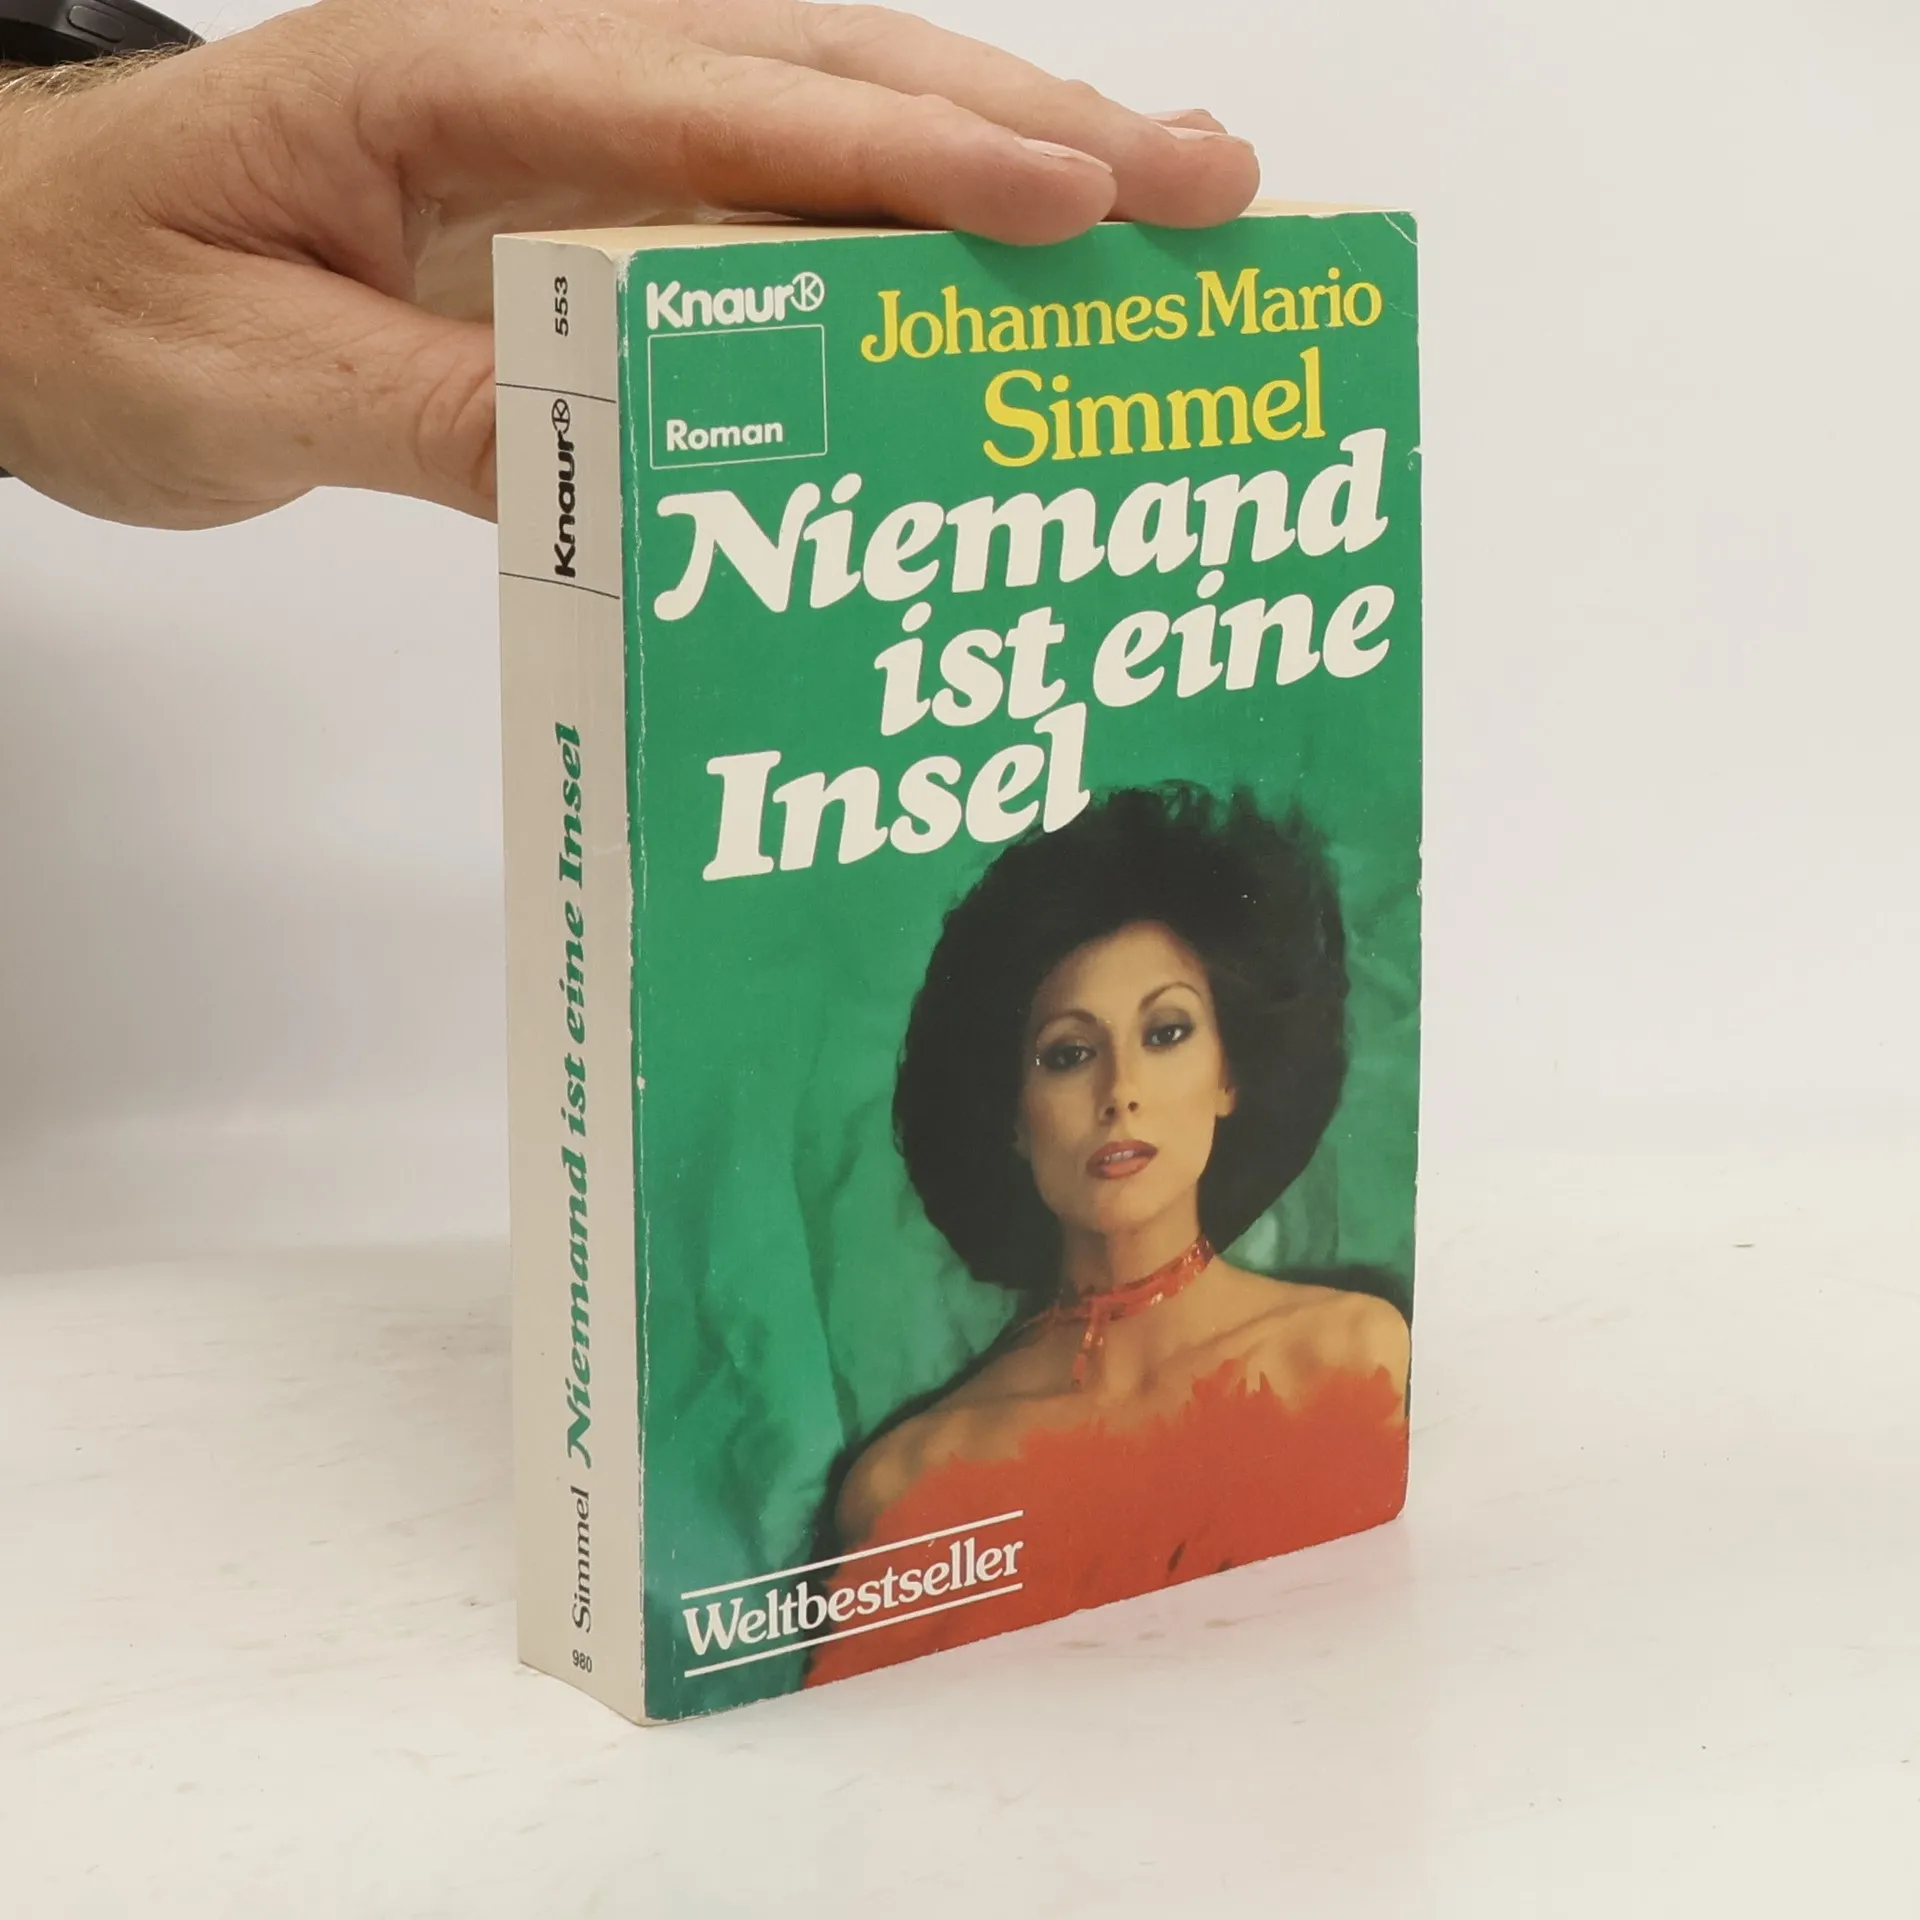 553
Knaur
Niemand ist eine Insel
Simmel
980
Knaur
Roman
Johannes Mario
Simmel
Niemand
ist eine
Insel
Weltbestseller